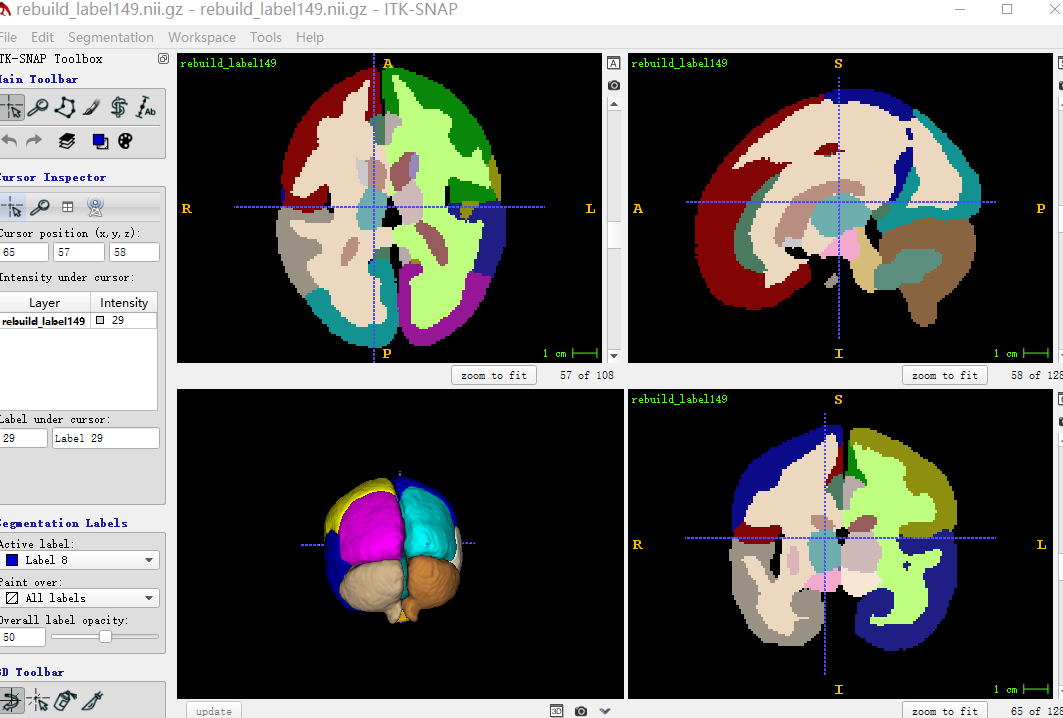 rebuild_label149.nii.gz - rebuild_label149.nii.gz - ITK-SNAP
File Edit Segmentation Workspace Tools Help
ITK-SNAP Toolbox
Main Toolbar
Cursor Inspector
Cursor position (x,y,z):
65 57 58
Intensity under cursor:
Layer Intensity
rebuild_label149 29
Label under cursor:
29 Label 29
Segmentation Labels
Active label:
Label 8
Paint over:
All labels
Overall label opacity:
50
3D Toolbar
rebuild_label149
A
R
L
P
1 cm
A
zoom to fit
57 of 108
rebuild_label149
S
A
P
I
1 cm
zoom to fit
58 of 128
update
3D
rebuild_label149
S
R
L
I
1 cm
zoom to fit
65 of 128